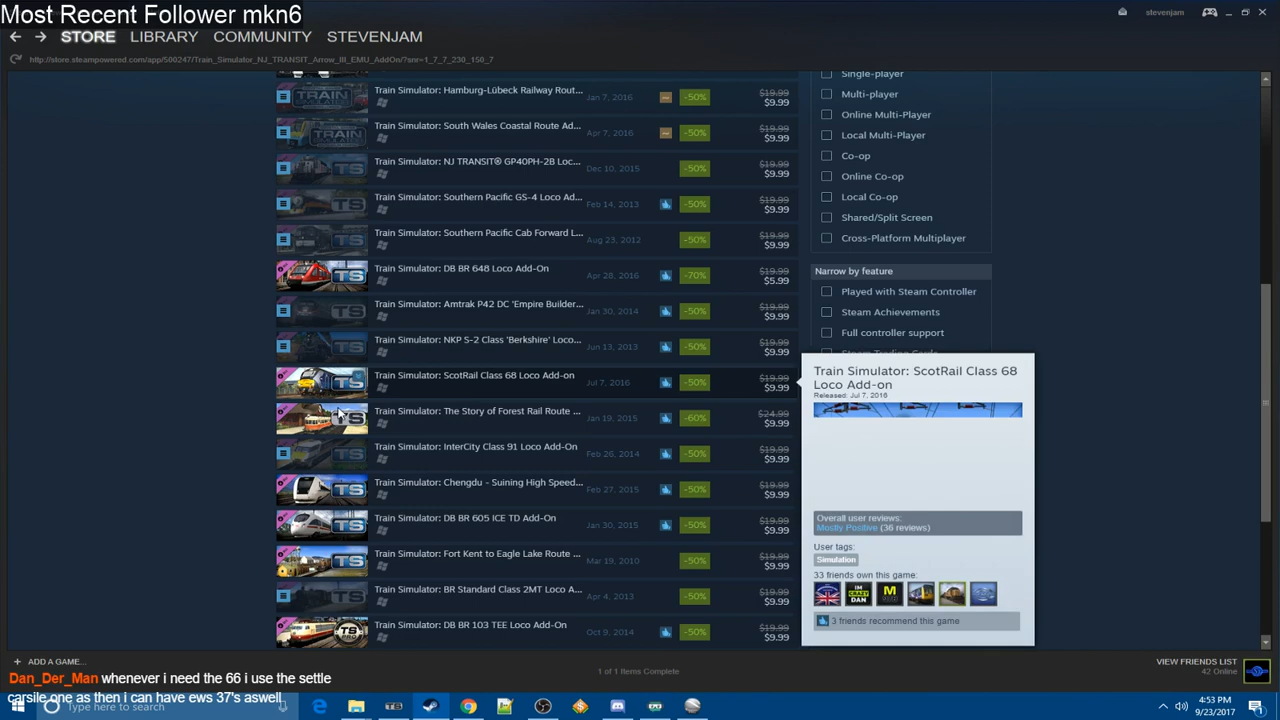 Most Recent Follower mkn6
stevenjam
STORE LIBRARY COMMUNITY STEVENJAM
http://store.steampowered.com/app/500247/Train_Simulator_NJ_TRANSIT_Arrow_III_EMU_AddOn/?snr=1_7_7_230_150_7
Train Simulator: Hamburg-Lübeck Railway Rout... Jan 7, 2016 -50% $19.99
$9.99
Train Simulator: South Wales Coastal Route Ad... Apr 7, 2016 -50% $19.99
$9.99
Train Simulator: NJ TRANSIT® GP40PH-2B Loc... Dec 10, 2015 -50% $19.99
$9.99
Train Simulator: Southern Pacific GS-4 Loco Ad... Feb 14, 2013 -50% $19.99
$9.99
Train Simulator: Southern Pacific Cab Forward L... Aug 23, 2012 -50% $19.99
$9.99
Train Simulator: DB BR 648 Loco Add-On Apr 28, 2016 -70% $19.99
$5.99
Train Simulator: Amtrak P42 DC 'Empire Builder... Jan 30, 2014 -50% $19.99
$9.99
Train Simulator: NKP S-2 Class 'Berkshire' Loco... Jun 13, 2013 -50% $19.99
$9.99
Train Simulator: ScotRail Class 68 Loco Add-on Jul 7, 2016 -50% $19.99
$9.99
Train Simulator: The Story of Forest Rail Route ... Jan 19, 2015 -60% $24.99
$9.99
Train Simulator: InterCity Class 91 Loco Add-On Feb 26, 2014 -50% $19.99
$9.99
Train Simulator: Chengdu - Suining High Speed... Feb 27, 2015 -50% $19.99
$9.99
Train Simulator: DB BR 605 ICE TD Add-On Jan 30, 2015 -50% $19.99
$9.99
Train Simulator: Fort Kent to Eagle Lake Route ... Mar 19, 2010 -50% $19.99
$9.99
Train Simulator: BR Standard Class 2MT Loco A... Apr 4, 2013 -50% $19.99
$9.99
Train Simulator: DB BR 103 TEE Loco Add-On Oct 9, 2014 -50% $19.99
$9.99
Single-player
Multi-player
Online Multi-Player
Local Multi-Player
Co-op
Online Co-op
Local Co-op
Shared/Split Screen
Cross-Platform Multiplayer
Narrow by feature
Played with Steam Controller
Steam Achievements
Full controller support
Steam Trading Cards
Train Simulator: ScotRail Class 68
Loco Add-on
Released: Jul 7, 2016
Overall user reviews:
Mostly Positive (36 reviews)
User tags:
Simulation
33 friends own this game:
IM CRAZY DAN
M
3 friends recommend this game
+ ADD A GAME...
1 of 1 Items Complete
VIEW FRIENDS LIST
42 Online
Dan_Der_Man whenever i need the 66 i use the settle
carsile one as then i can have ews 37's aswell
Type here to search
4:53 PM
9/23/2017